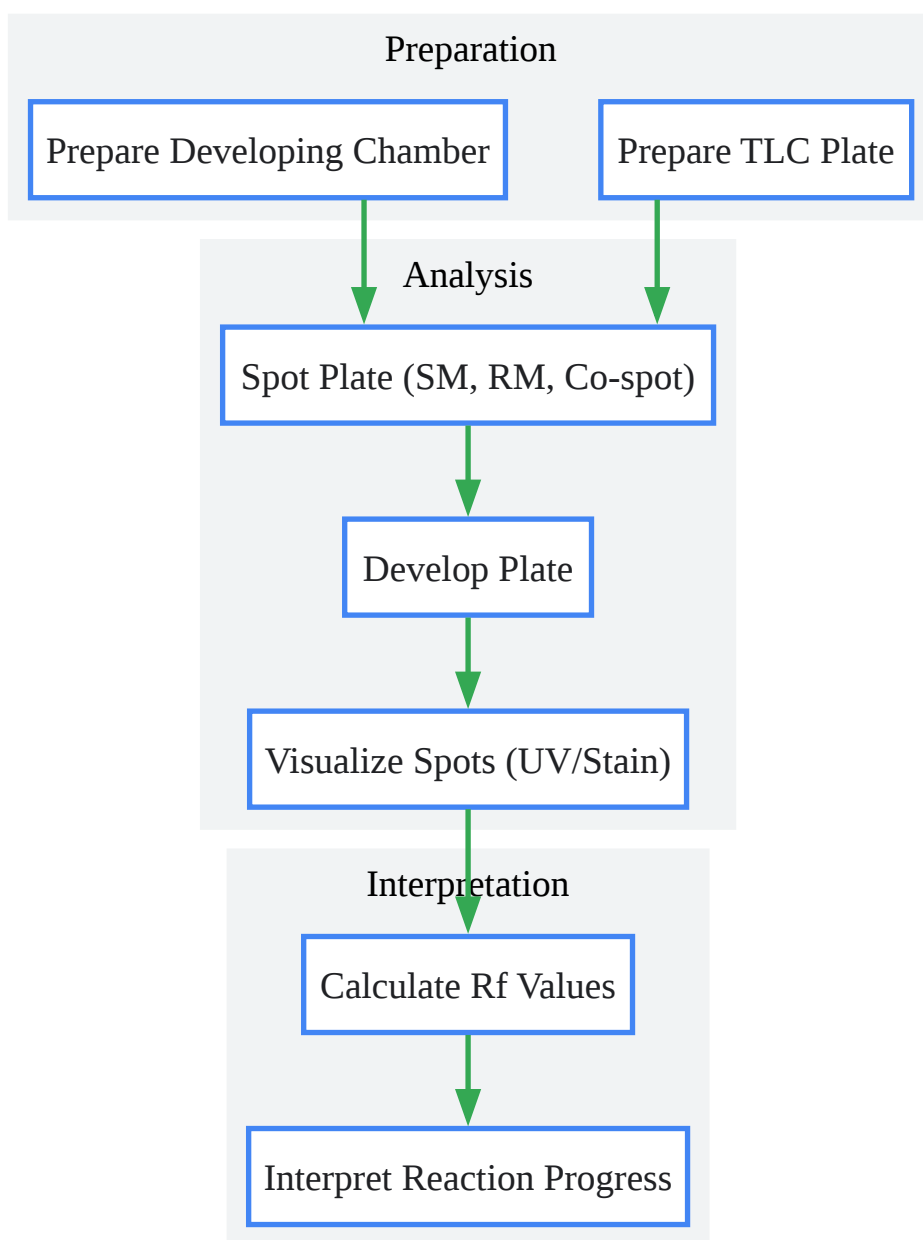 Preparation
Prepare Developing Chamber
Prepare TLC Plate
Analysis
Spot Plate (SM, RM, Co-spot)
Develop Plate
Visualize Spots (UV/Stain)
Interpretation
Calculate Rf Values
Interpret Reaction Progress